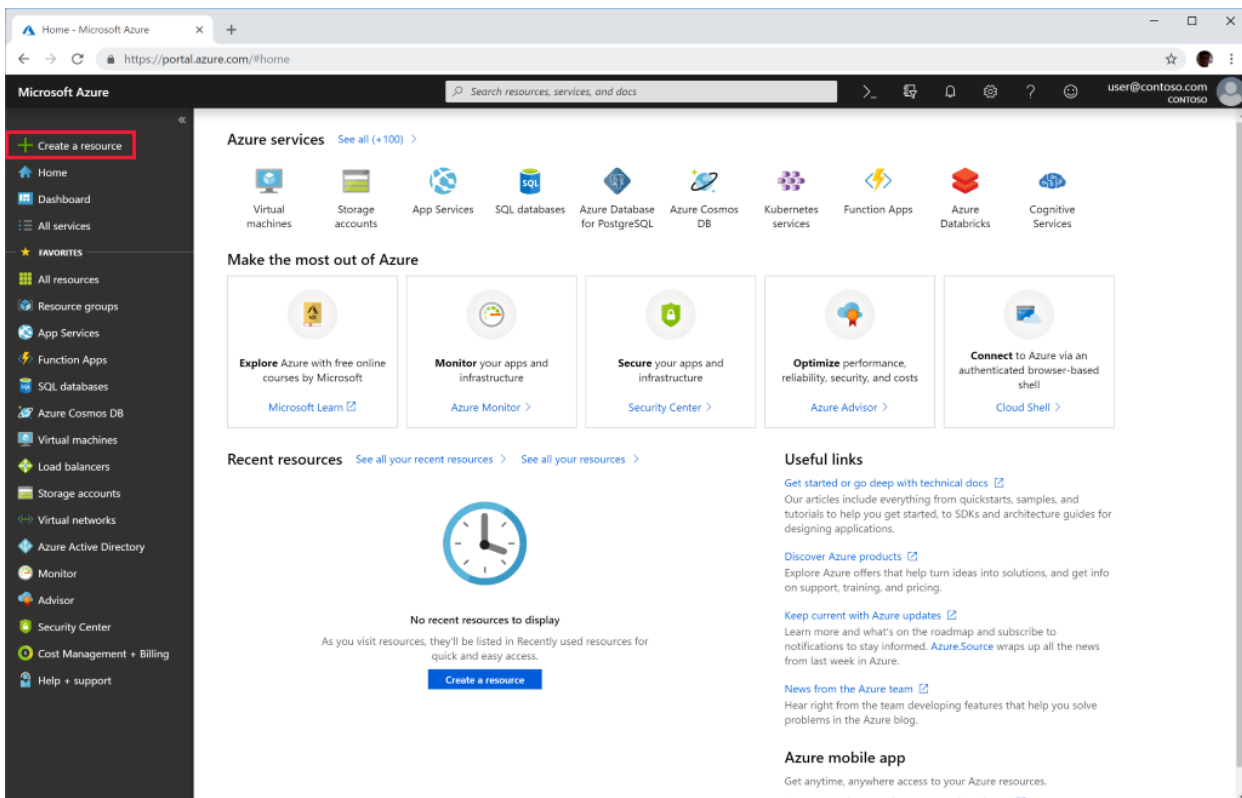 Home - Microsoft Azure
https://portal.azure.com/#home
Microsoft Azure
Search resources, services, and docs
user@contoso.com
CONTOSO
Create a resource
Home
Dashboard
All services
FAVORITES
All resources
Resource groups
App Services
Function Apps
SQL databases
Azure Cosmos DB
Virtual machines
Load balancers
Storage accounts
Virtual networks
Azure Active Directory
Monitor
Advisor
Security Center
Cost Management + Billing
Help + support
Azure services See all (+100) >
Virtual
machines
Storage
accounts
App Services
SQL
SQL databases
Azure Database
for PostgreSQL
Azure Cosmos
DB
Kubernetes
services
Function Apps
Azure
Databricks
Cognitive
Services
Make the most out of Azure
Explore Azure with free online
courses by Microsoft
Microsoft Learn
Monitor your apps and
infrastructure
Azure Monitor >
Secure your apps and
infrastructure
Security Center >
Optimize performance,
reliability, security, and costs
Azure Advisor >
Connect to Azure via an
authenticated browser-based
shell
Cloud Shell >
Recent resources See all your recent resources > See all your resources >
No recent resources to display
As you visit resources, they'll be listed in Recently used resources for
quick and easy access.
Create a resource
Useful links
Get started or go deep with technical docs
Our articles include everything from quickstarts, samples, and
tutorials to help you get started, to SDKs and architecture guides for
designing applications.
Discover Azure products
Explore Azure offers that help turn ideas into solutions, and get info
on support, training, and pricing.
Keep current with Azure updates
Learn more and what's on the roadmap and subscribe to
notifications to stay informed. Azure.Source wraps up all the news
from last week in Azure.
News from the Azure team
Hear right from the team developing features that help you solve
problems in the Azure blog.
Azure mobile app
Get anytime, anywhere access to your Azure resources.